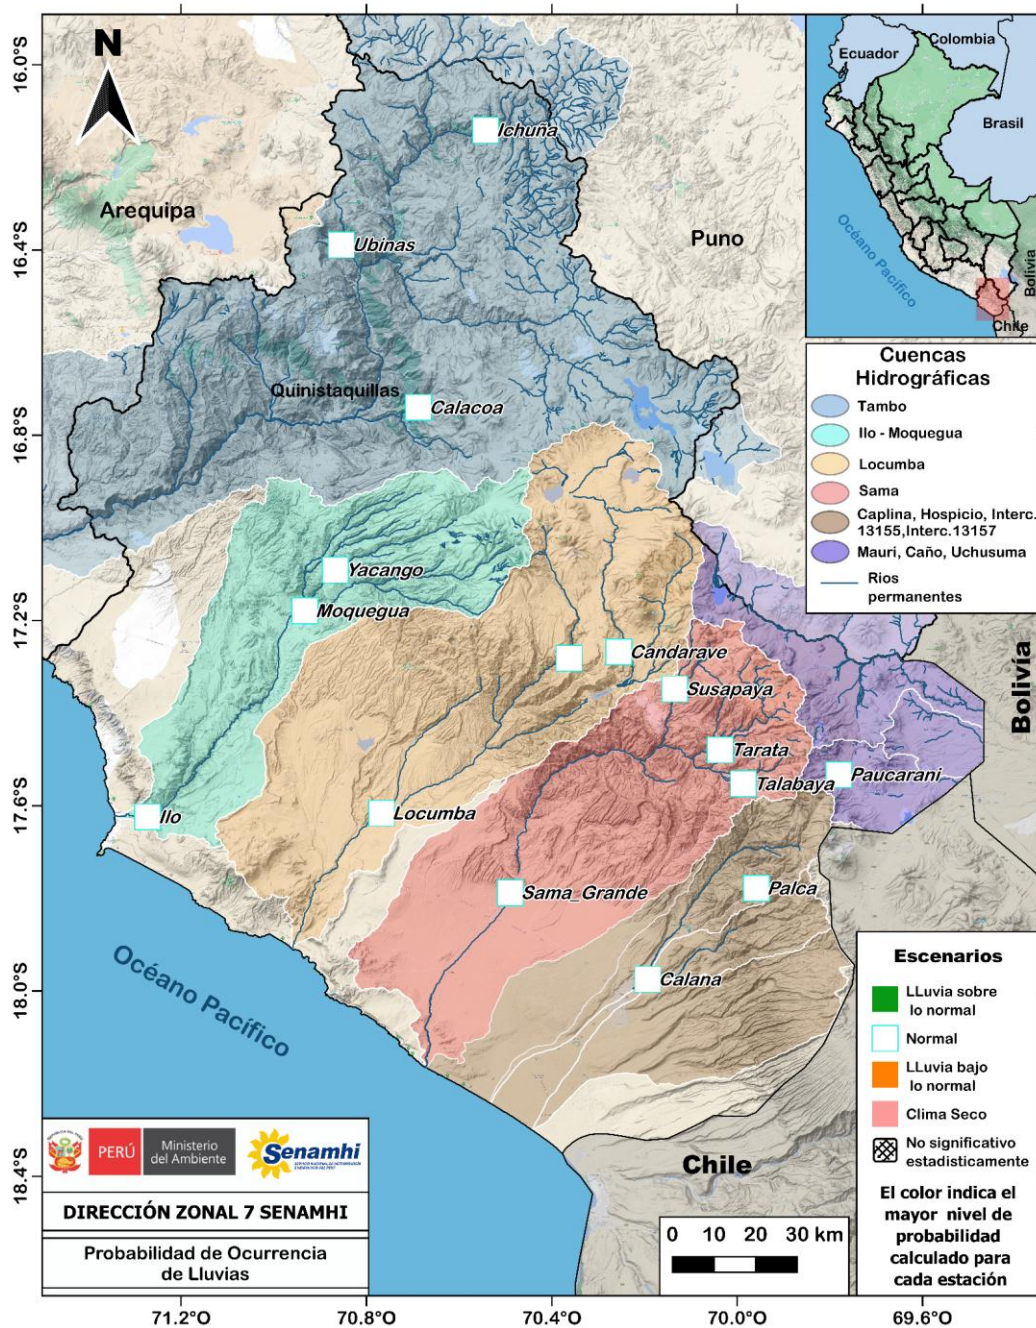 N
16.0°S
16.4°S
16.8°S
17.2°S
17.6°S
18.0°S
18.4°S
Ecuador
Colombia
Brasil
Océano Pacífico
Bolivia
Chile
Arequipa
Puno
Ichuña
Ubinas
Quinistaquillas
Calacoa
Yacango
Moquegua
Candarave
Susapaya
Tarata
Talabaya
Paucarani
Ilo
Locumba
Sama_Grande
Palca
Calana
Bolivia
Océano Pacífico
Chile
Cuencas
Hidrográficas
Tambo
Ilo - Moquegua
Locumba
Sama
Caplina, Hospicio, Interc.
13155,Interc.13157
Mauri, Caño, Uchusuma
Rios
permanentes
Escenarios
LLuvia sobre
lo normal
Normal
LLuvia bajo
lo normal
Clima Seco
No significativo
estadisticamente
El color indica el
mayor nivel de
probabilidad
calculado para
cada estación
PERÚ
Ministerio
del Ambiente
Senamhi
DIRECCIÓN ZONAL 7 SENAMHI
Probabilidad de Ocurrencia
de Lluvias
0 10 20 30 km
71.2°O 70.8°O 70.4°O 70.0°O 69.6°O